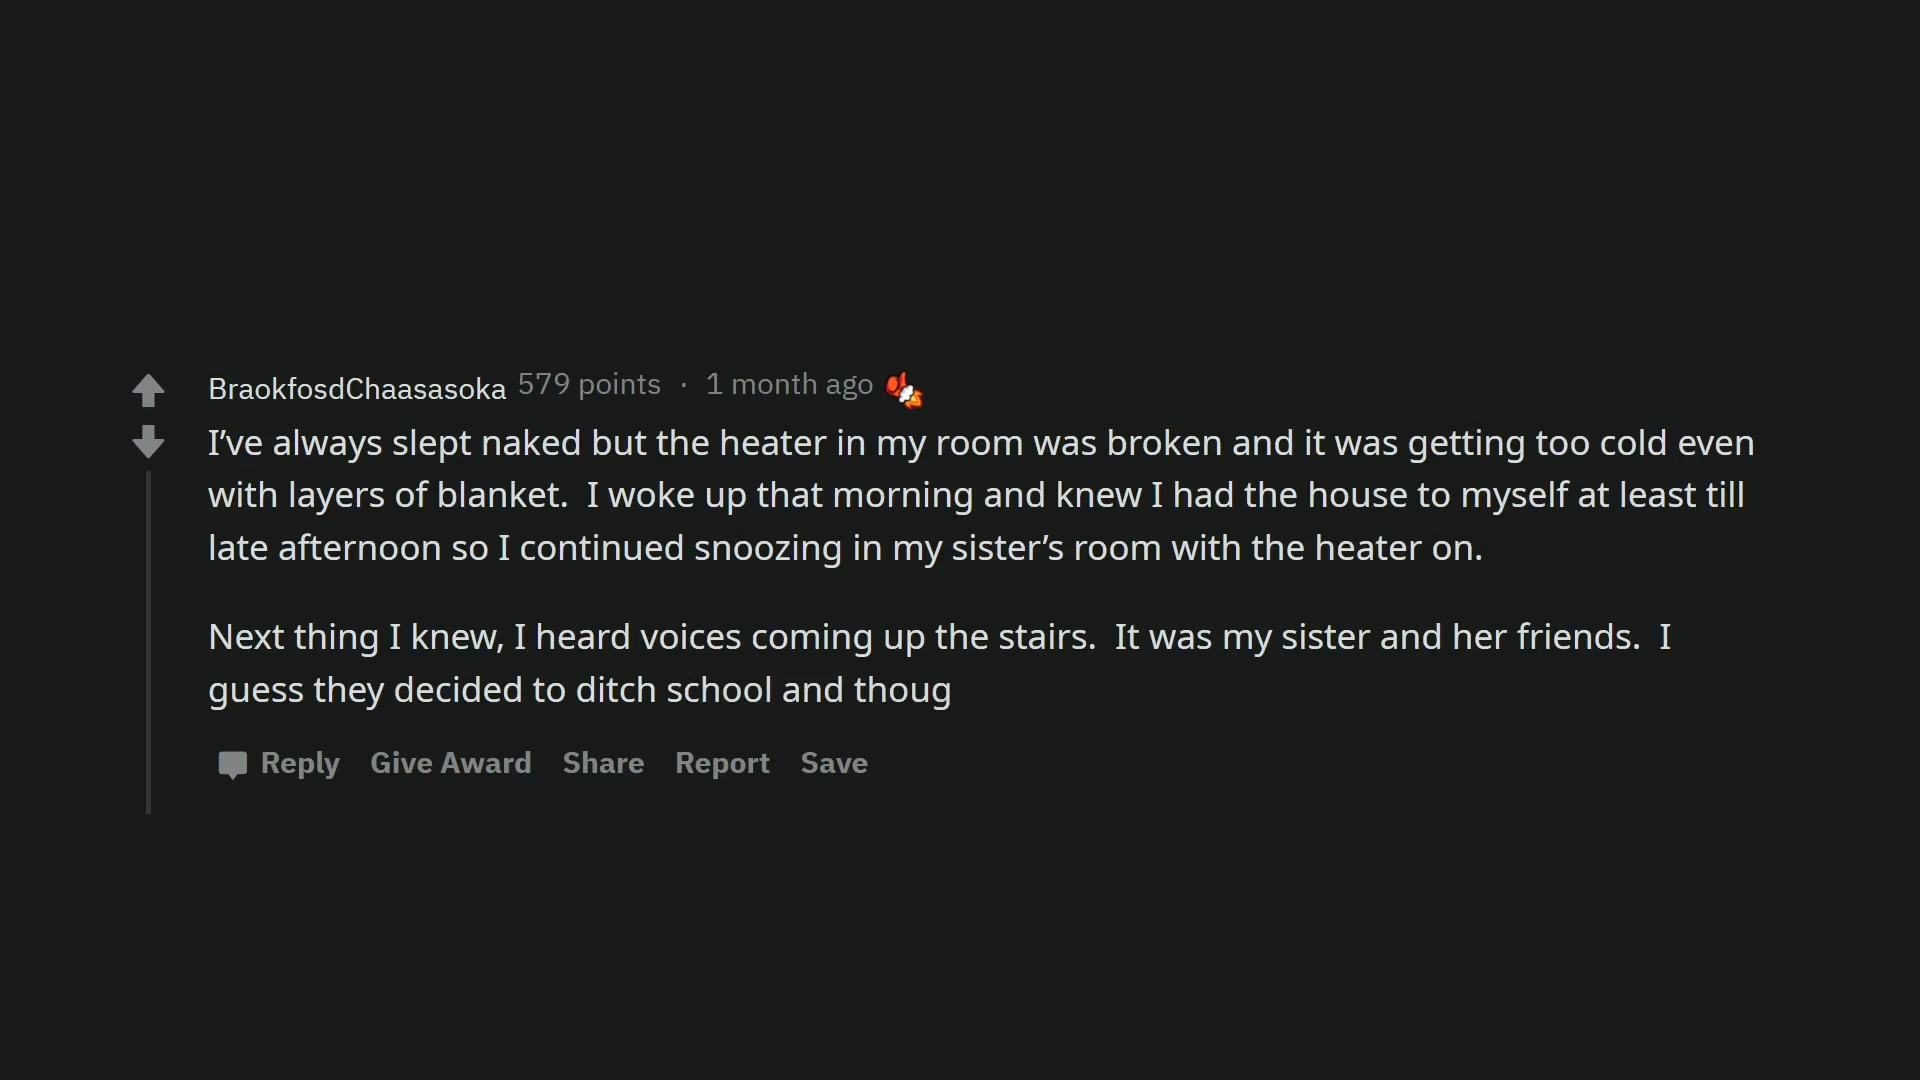 BraokfosdChaasasoka 579 points · 1 month ago
I’ve always slept naked but the heater in my room was broken and it was getting too cold even
with layers of blanket.  I woke up that morning and knew I had the house to myself at least till
late afternoon so I continued snoozing in my sister’s room with the heater on.
Next thing I knew, I heard voices coming up the stairs.  It was my sister and her friends.  I
guess they decided to ditch school and thoug
Reply Give Award Share Report Save